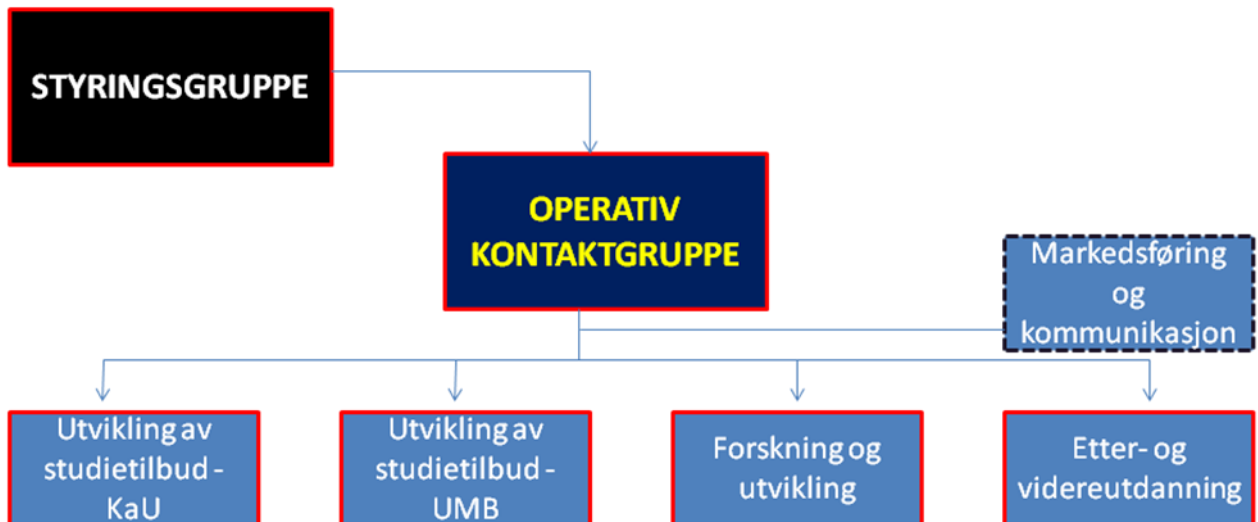 STYRINGSGRUPPE
OPERATIV
KONTAKTGRUPPE
Markedsføring
og
kommunikasjon
Utvikling av
studietilbud -
KaU
Utvikling av
studietilbud -
UMB
Forskning og
utvikling
Etter- og
videreutdanning